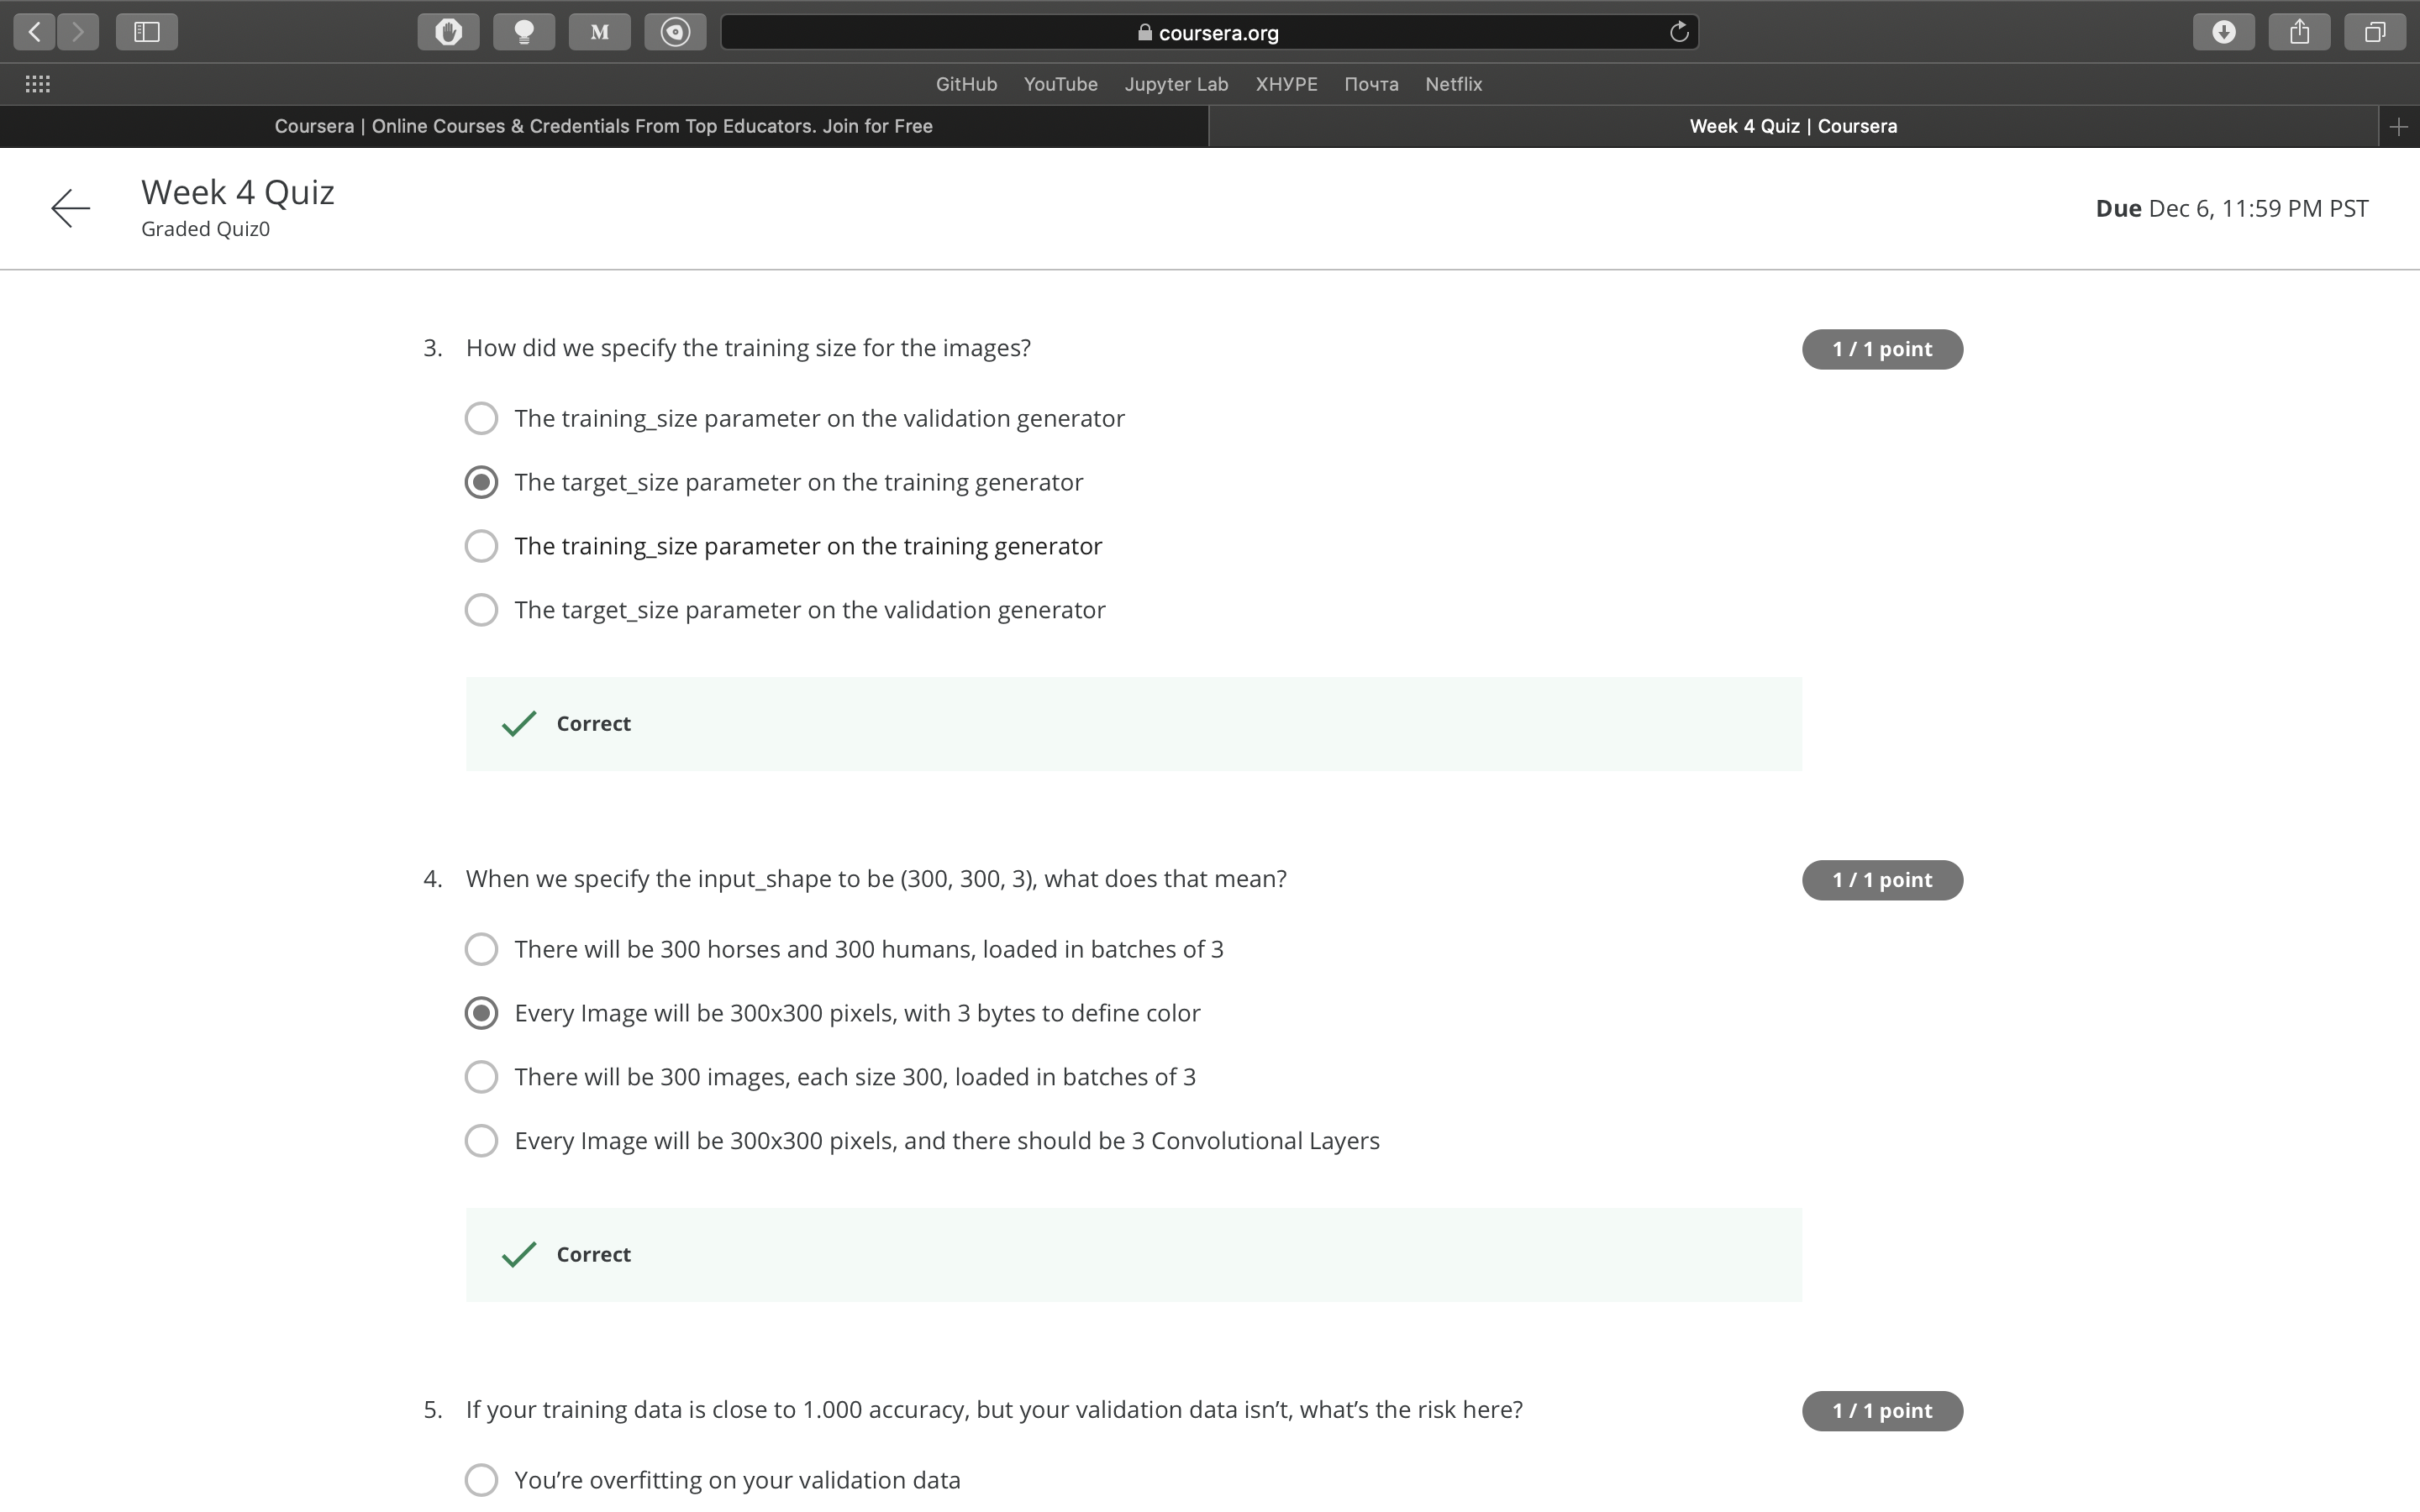 M
coursera.org
GitHub YouTube Jupyter Lab ХНУРЕ Почта Netflix
Coursera | Online Courses & Credentials From Top Educators. Join for Free
Week 4 Quiz | Coursera
Week 4 Quiz
Graded Quiz0
Due Dec 6, 11:59 PM PST
3. How did we specify the training size for the images?
1 / 1 point
The training_size parameter on the validation generator
The target_size parameter on the training generator
The training_size parameter on the training generator
The target_size parameter on the validation generator
Correct
4. When we specify the input_shape to be (300, 300, 3), what does that mean?
1 / 1 point
There will be 300 horses and 300 humans, loaded in batches of 3
Every Image will be 300x300 pixels, with 3 bytes to define color
There will be 300 images, each size 300, loaded in batches of 3
Every Image will be 300x300 pixels, and there should be 3 Convolutional Layers
Correct
5. If your training data is close to 1.000 accuracy, but your validation data isn’t, what’s the risk here?
1 / 1 point
You’re overfitting on your validation data